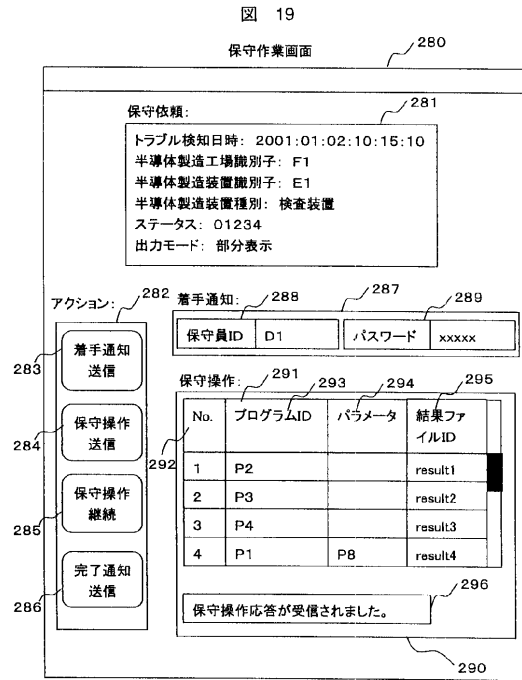 図 19
保守作業画面
280
保守依頼:
281
トラブル検知日時: 2001:01:02:10:15:10
半導体製造工場識別子: F1
半導体製造装置識別子: E1
半導体製造装置種別: 検査装置
ステータス: 01234
出力モード: 部分表示
アクション:
282
着手通知:
288
287
289
283
着手通知
送信
保守員ID
D1
パスワード
xxxxx
保守操作:
291
293
294
295
284
保守操作
送信
292
No.
プログラムID
パラメータ
結果ファ
イルID
1
P2
result1
285
保守操作
継続
2
P3
result2
3
P4
result3
4
P1
P8
result4
286
完了通知
送信
296
保守操作応答が受信されました。
290